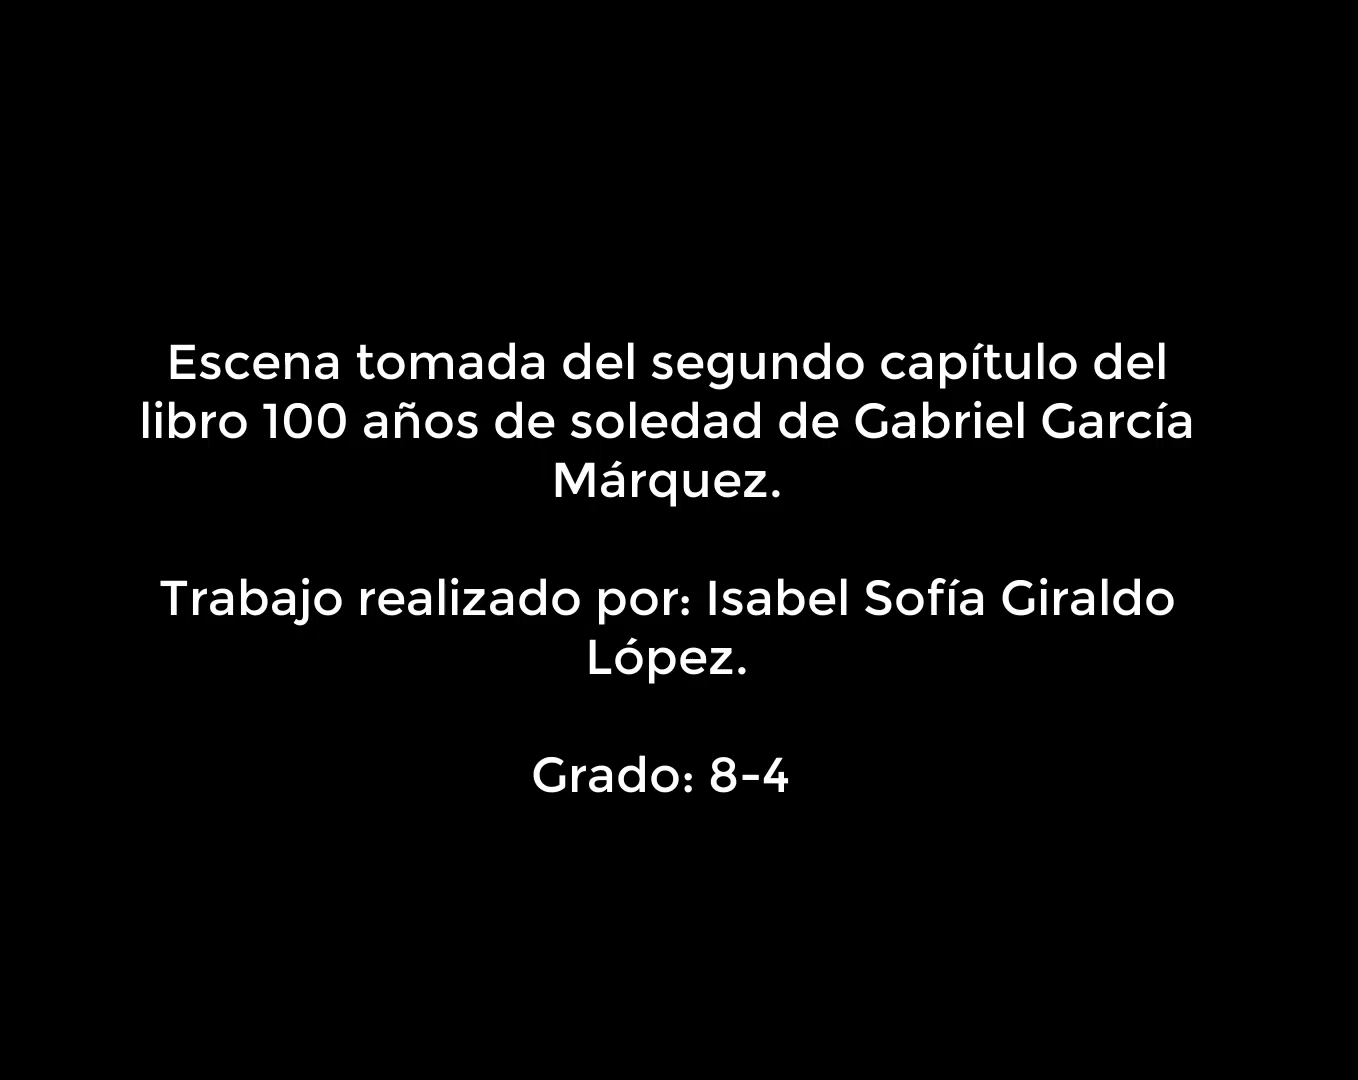 Escena tomada del segundo capítulo del
libro 100 años de soledad de Gabriel García
Márquez.
Trabajo realizado por: Isabel Sofía Giraldo
López.
Grado: 8-4